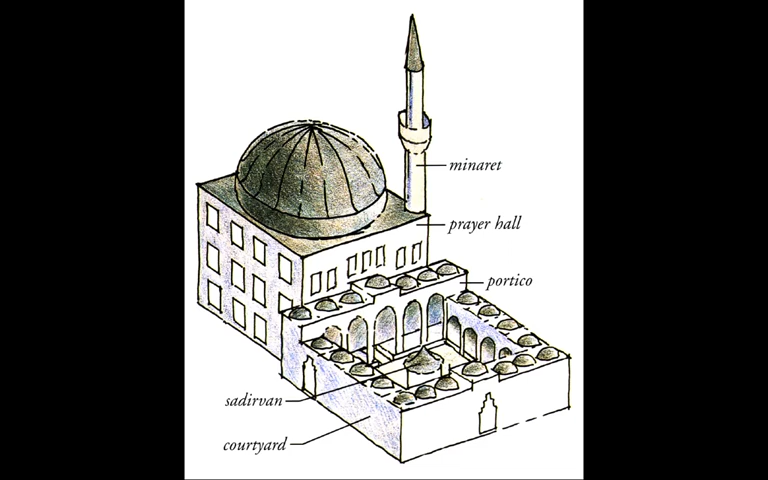 minaret
prayer hall
portico
sadirvan
courtyard